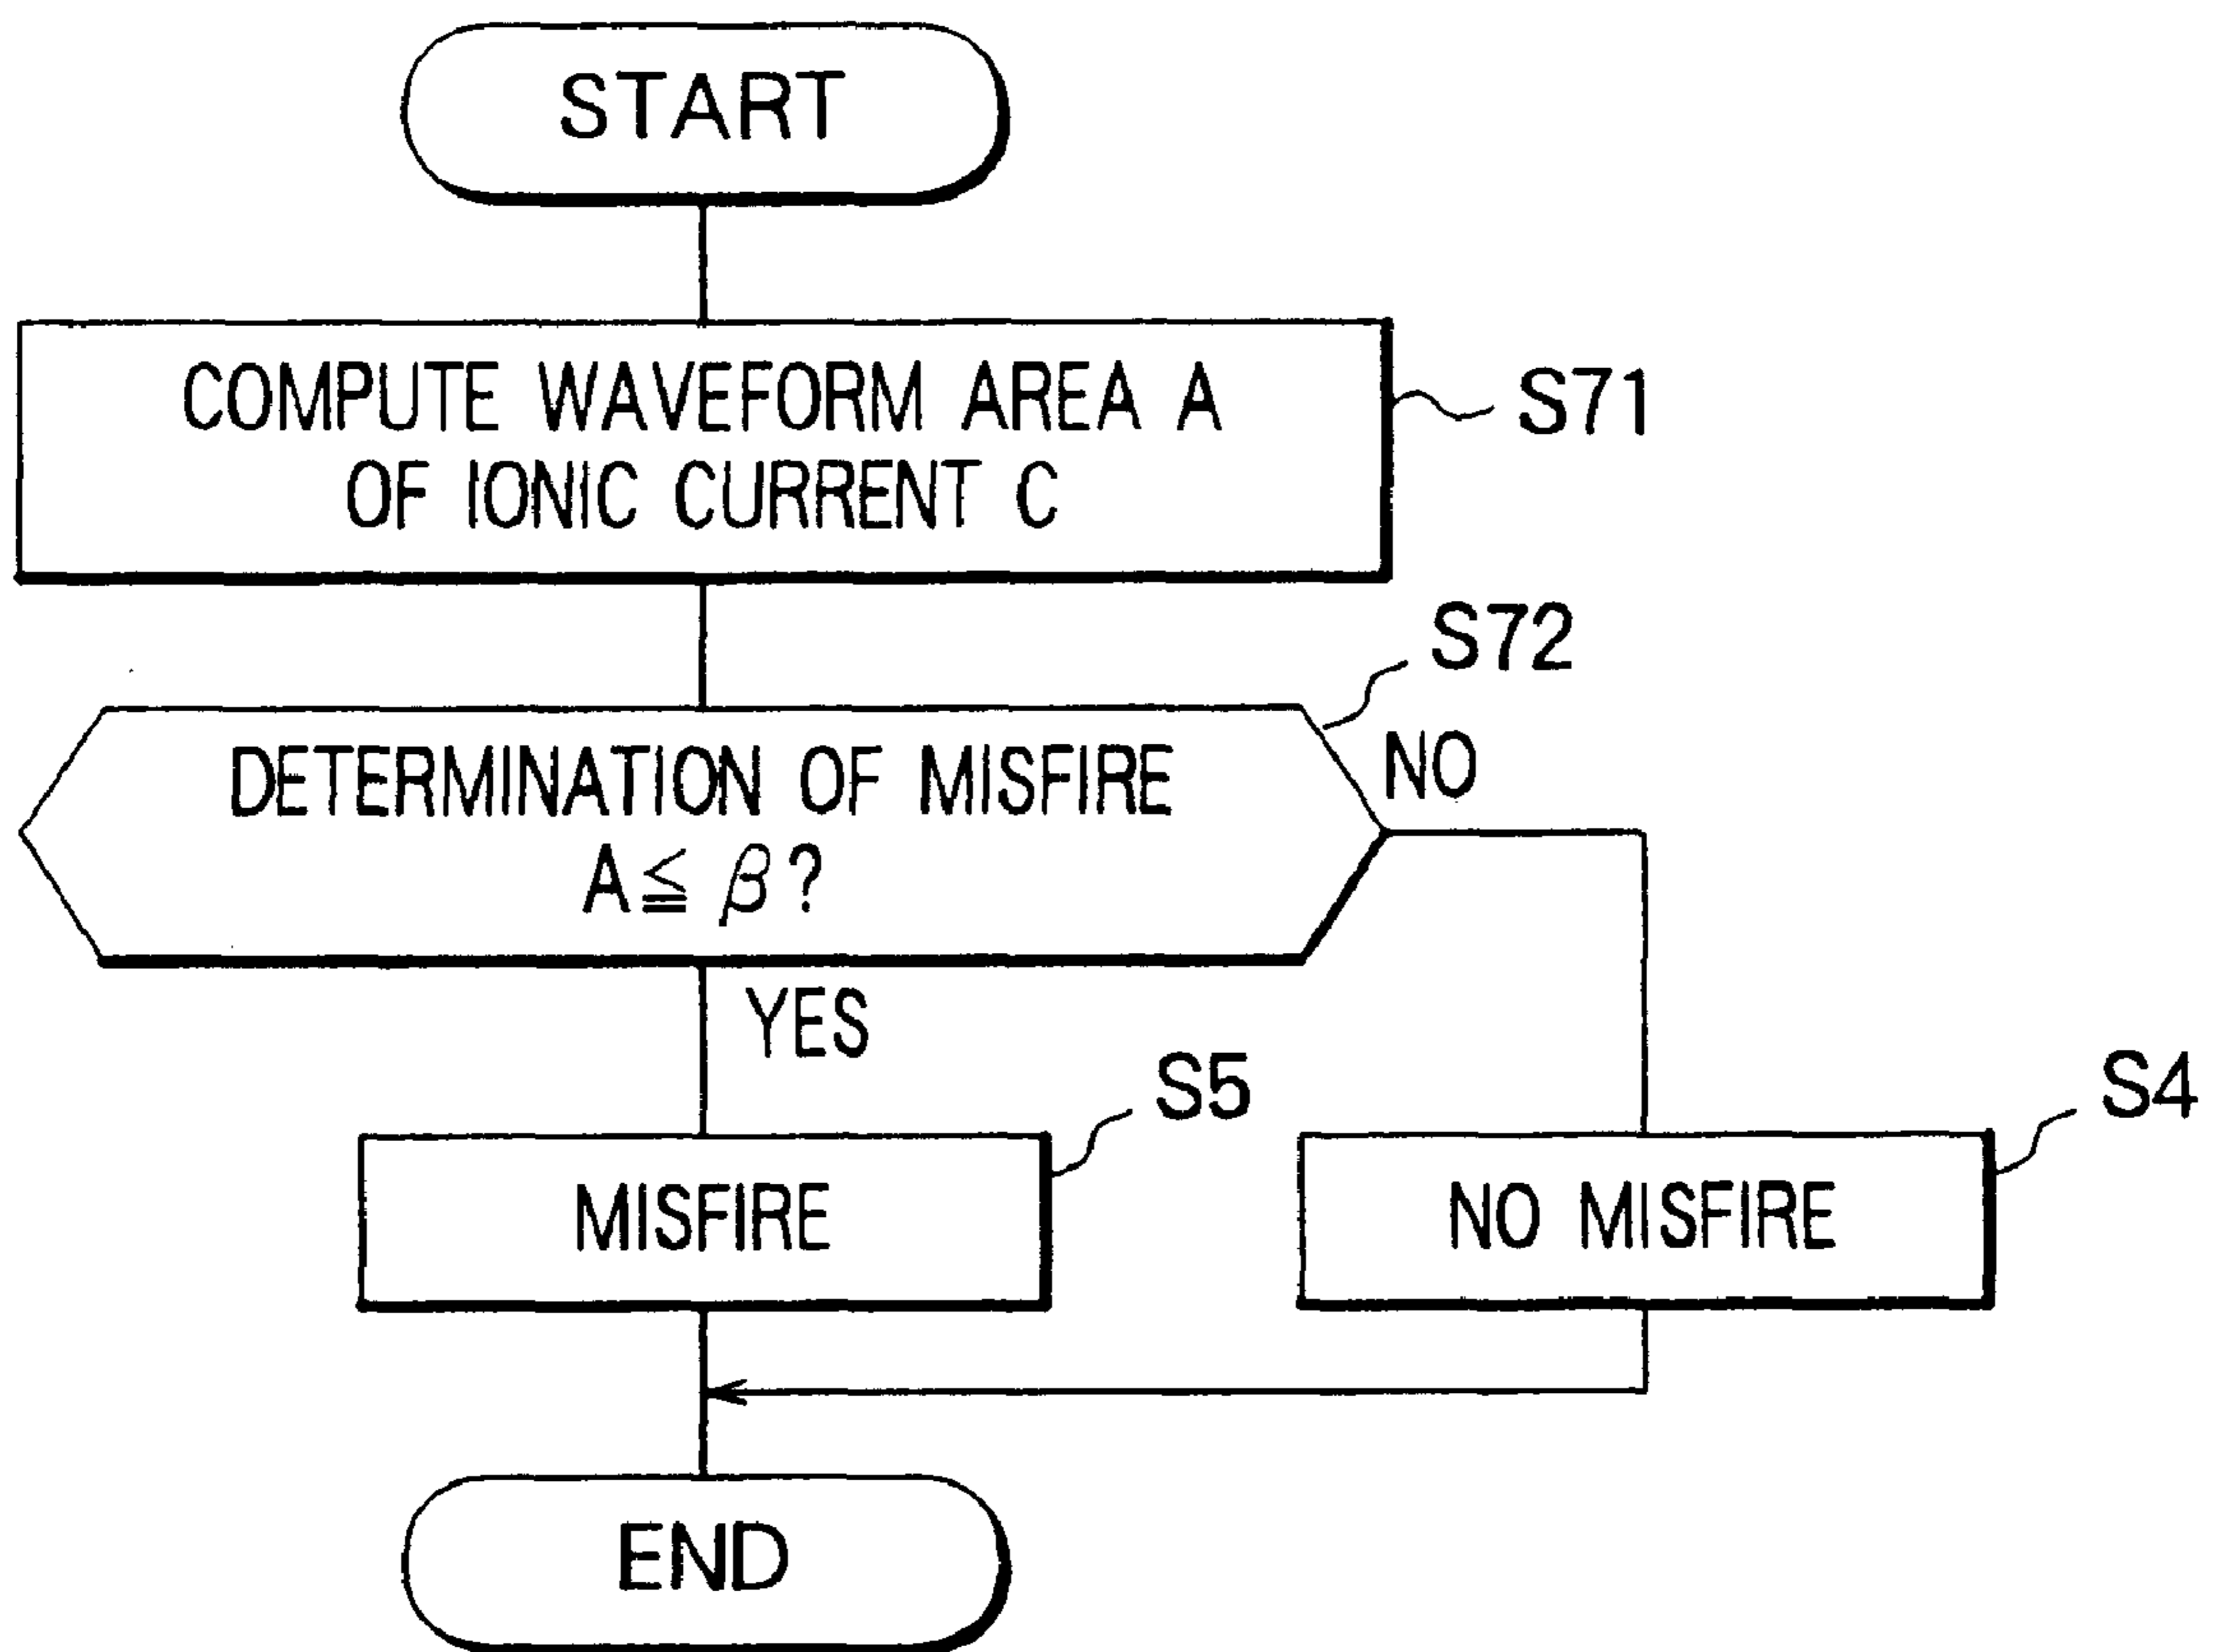 START
COMPUTE WAVEFORM AREA A
OF IONIC CURRENT C
S71
S72
DETERMINATION OF MISFIRE
A≦β?
NO
YES
S5
S4
MISFIRE
NO MISFIRE
END